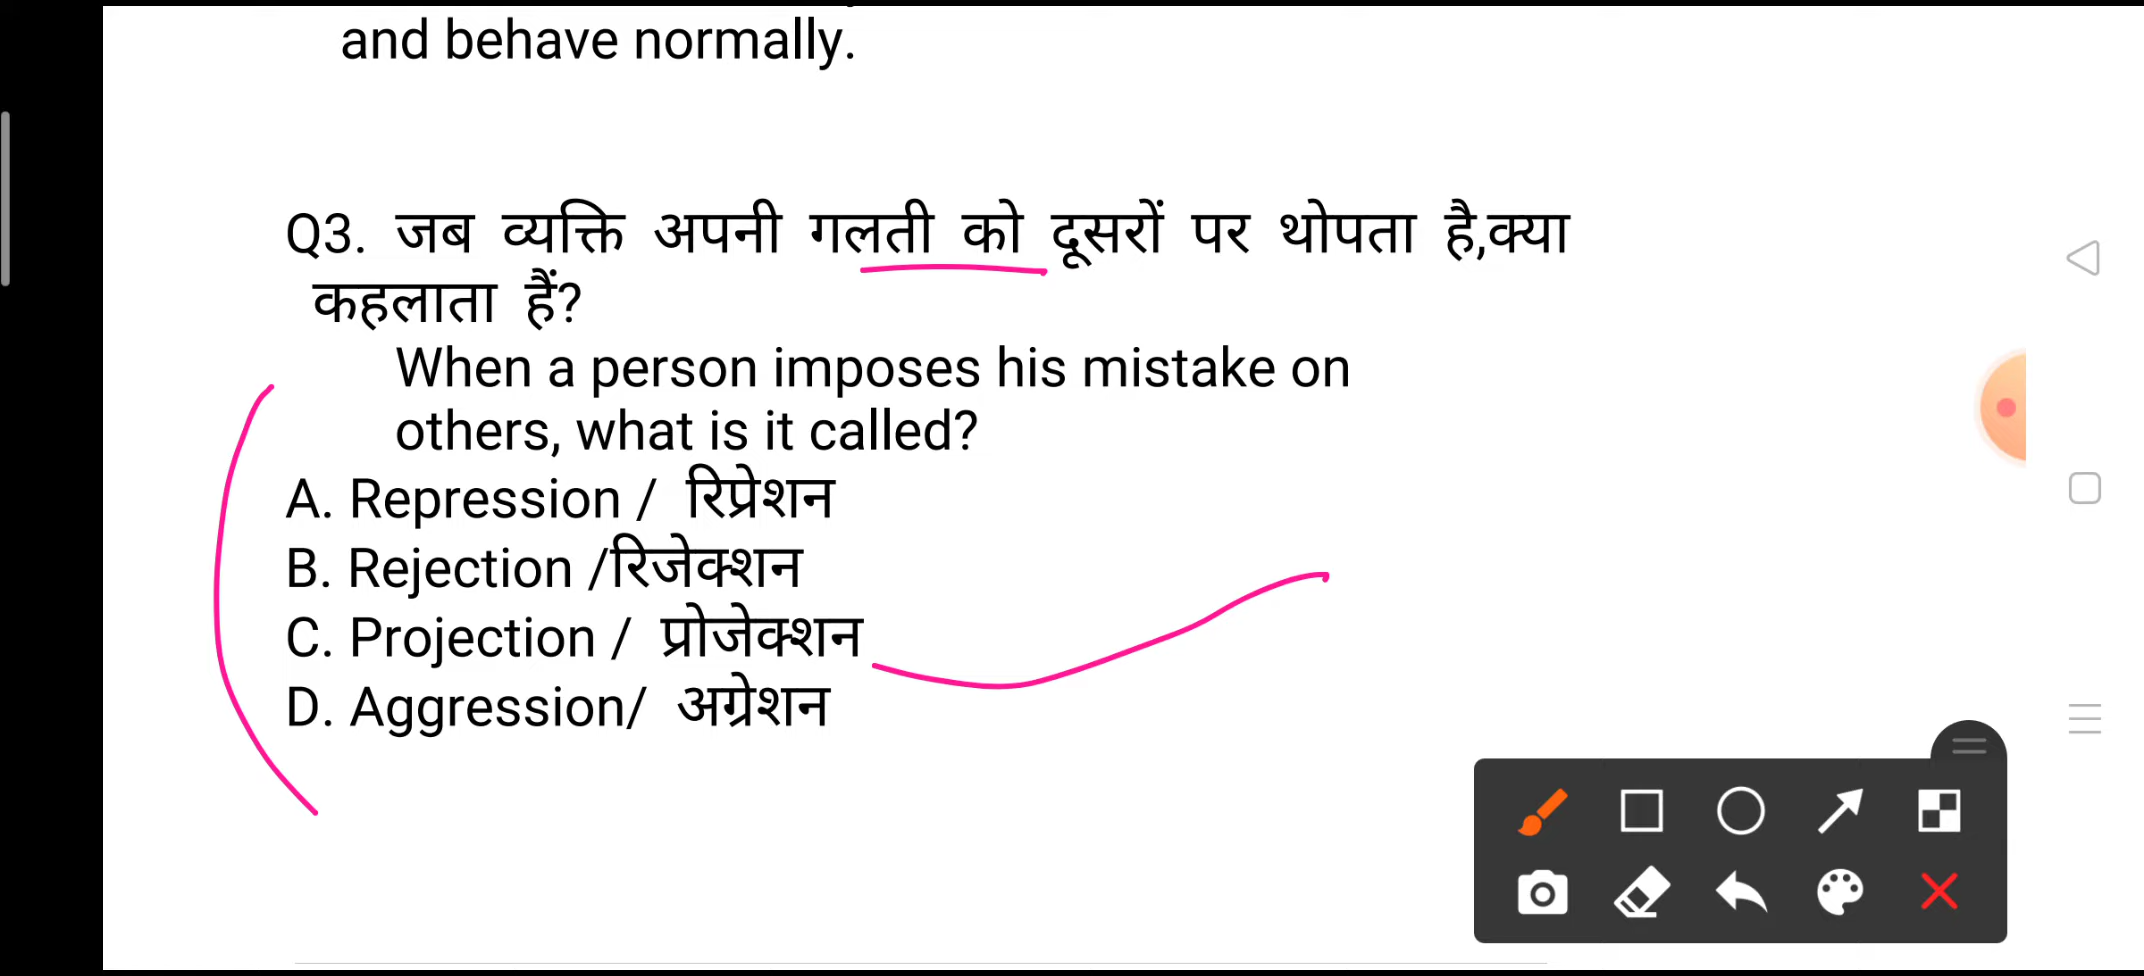 and behave normally.
Q3. जब व्यक्ति अपनी गलती को दूसरों पर थोपता है,क्या
कहलाता हैं?
When a person imposes his mistake on
others, what is it called?
A. Repression / रिप्रेशन
B. Rejection /रिजेक्शन
C. Projection / प्रोजेक्शन
D. Aggression/ अग्रेशन